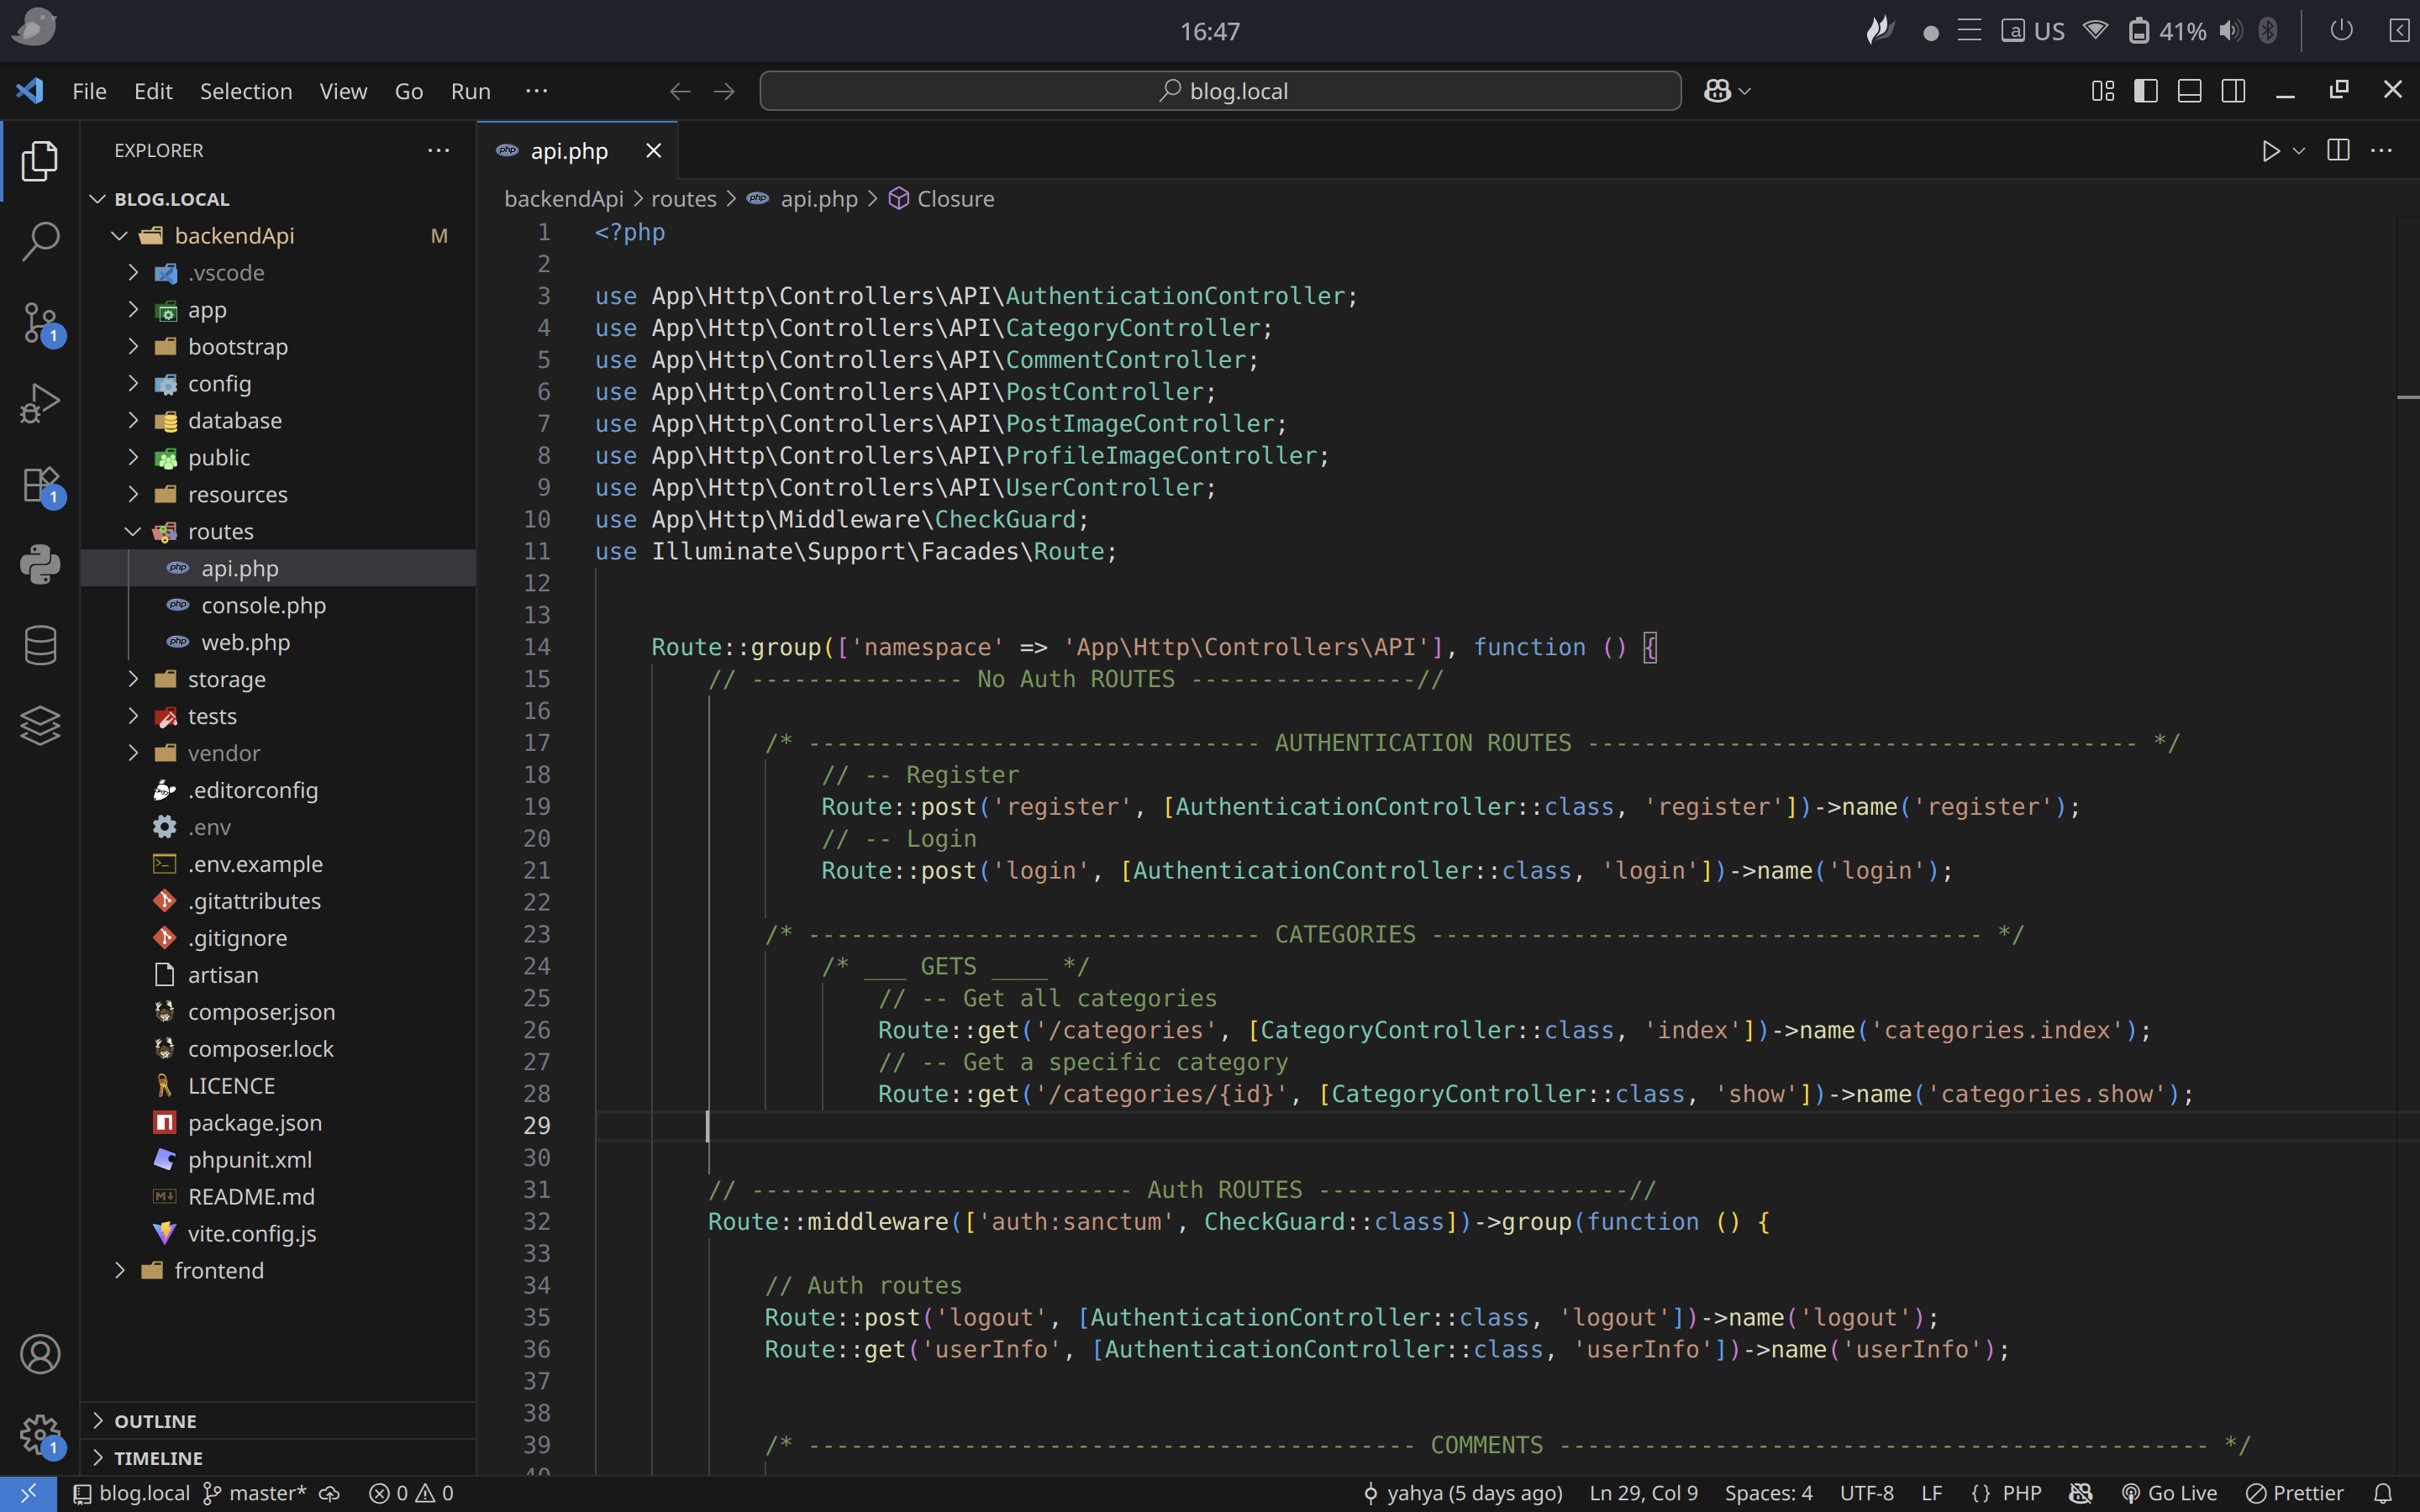 16:47
US
41%
File Edit Selection View Go Run ···
blog.local
EXPLORER
BLOG.LOCAL
backendApi M
.vscode
app
bootstrap
config
database
public
resources
routes
api.php
console.php
web.php
storage
tests
vendor
.editorconfig
.env
.env.example
.gitattributes
.gitignore
artisan
composer.json
composer.lock
LICENCE
package.json
phpunit.xml
README.md
vite.config.js
frontend
OUTLINE
TIMELINE
1
1
1
php api.php
backendApi > routes > php api.php > Closure
1 <?php
2
3 use App\Http\Controllers\API\AuthenticationController;
4 use App\Http\Controllers\API\CategoryController;
5 use App\Http\Controllers\API\CommentController;
6 use App\Http\Controllers\API\PostController;
7 use App\Http\Controllers\API\PostImageController;
8 use App\Http\Controllers\API\ProfileImageController;
9 use App\Http\Controllers\API\UserController;
10 use App\Http\Middleware\CheckGuard;
11 use Illuminate\Support\Facades\Route;
12
13
14 Route::group(['namespace' => 'App\Http\Controllers\API'], function () {
15 // --------------- No Auth ROUTES ----------------//
16
17 /* -------------------------------- AUTHENTICATION ROUTES --------------------------------------- */
18 // -- Register
19 Route::post('register', [AuthenticationController::class, 'register'])->name('register');
20 // -- Login
21 Route::post('login', [AuthenticationController::class, 'login'])->name('login');
22
23 /* -------------------------------- CATEGORIES --------------------------------------- */
24 /* ___ GETS ____ */
25 // -- Get all categories
26 Route::get('/categories', [CategoryController::class, 'index'])->name('categories.index');
27 // -- Get a specific category
28 Route::get('/categories/{id}', [CategoryController::class, 'show'])->name('categories.show');
29
30
31 // --------------------------- Auth ROUTES ----------------------//
32 Route::middleware(['auth:sanctum', CheckGuard::class])->group(function () {
33
34 // Auth routes
35 Route::post('logout', [AuthenticationController::class, 'logout'])->name('logout');
36 Route::get('userInfo', [AuthenticationController::class, 'userInfo'])->name('userInfo');
37
38
39 /* ------------------------------------------- COMMENTS ---------------------------------------------- */
40
blog.local master* 0 0 yahya (5 days ago) Ln 29, Col 9 Spaces: 4 UTF-8 LF {} PHP Go Live Prettier